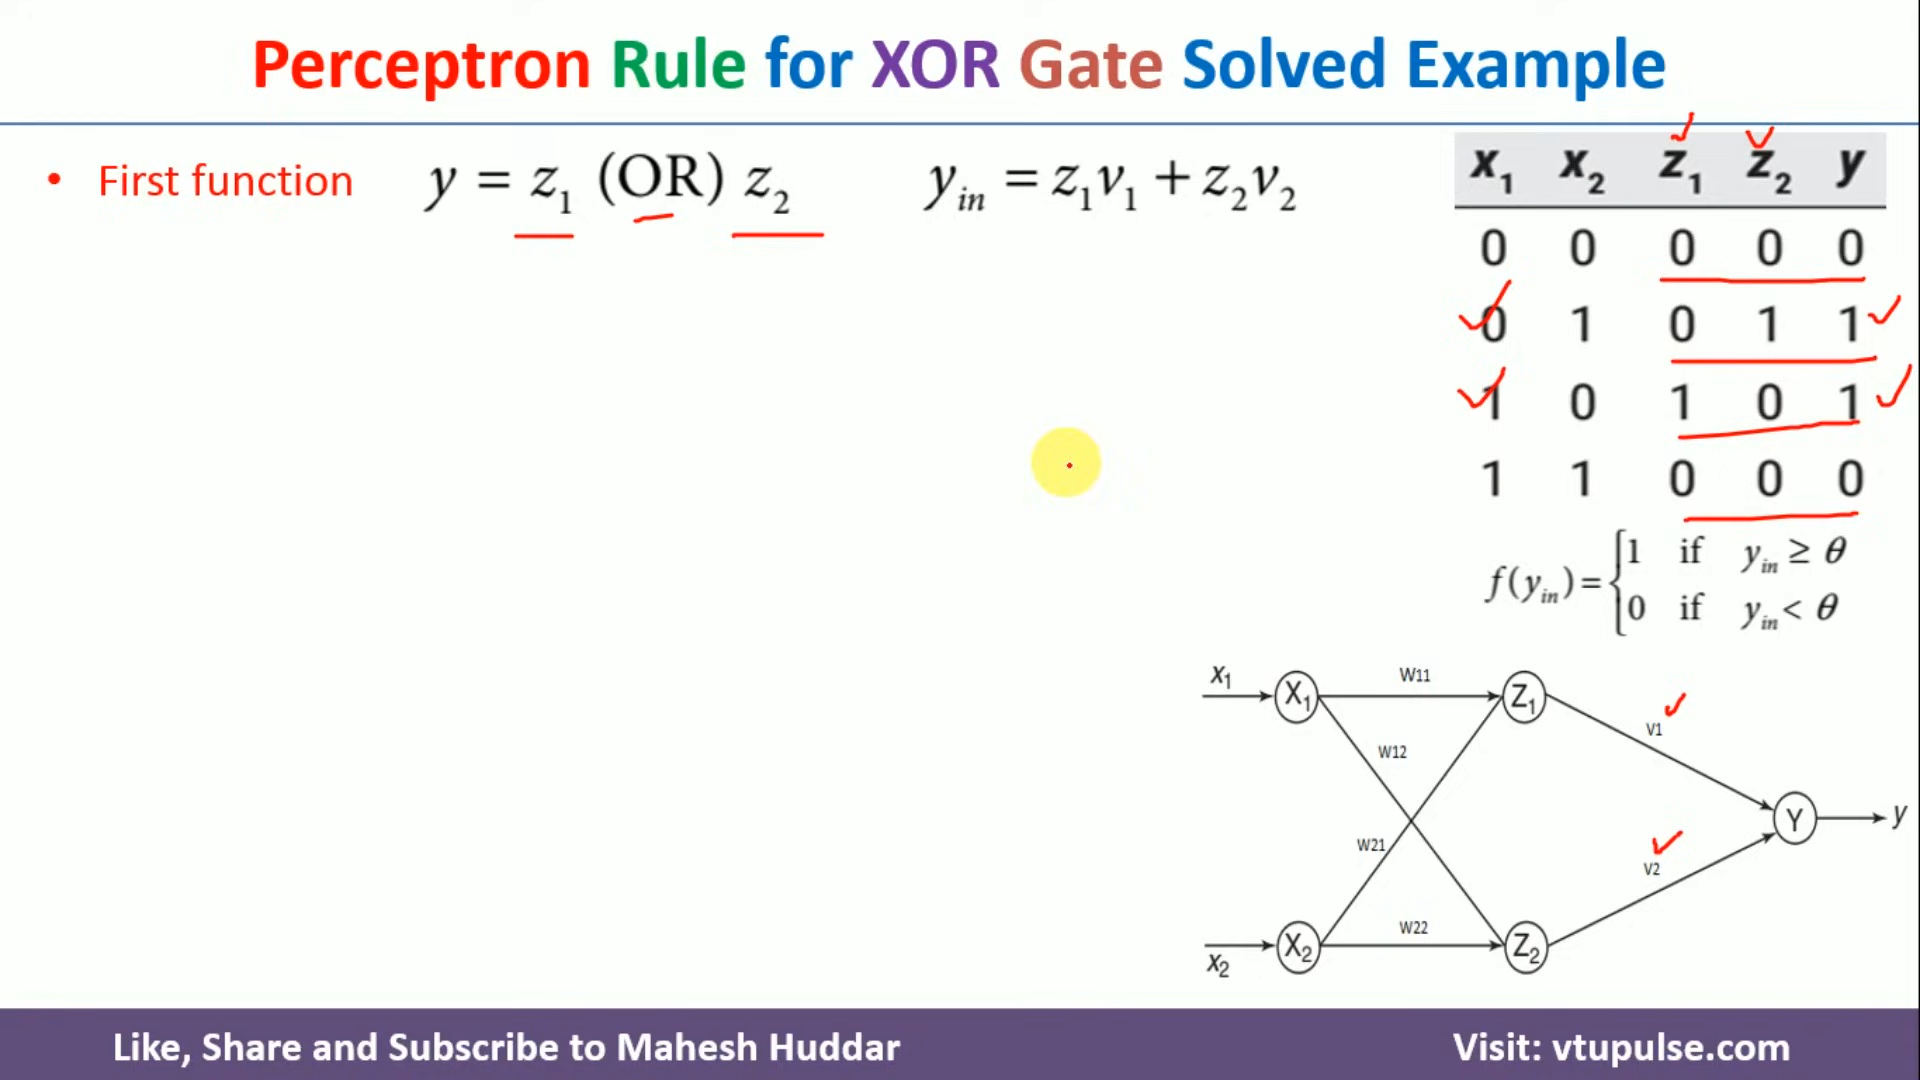 Perceptron Rule for XOR Gate Solved Example
• First function y = z₁ (OR) z₂ yᵢₙ = z₁v₁ + z₂v₂
x₁ x₂ z₁ z₂ y
0 0 0 0 0
0 1 0 1 1
1 0 1 0 1
1 1 0 0 0
f(yᵢₙ) = { 1 if yᵢₙ ≥ θ
0 if yᵢₙ < θ
x₁ X₁ W11 Z₁
W12 V1
Y y
W21 V2
x₂ X₂ W22 Z₂
Like, Share and Subscribe to Mahesh Huddar Visit: vtupulse.com